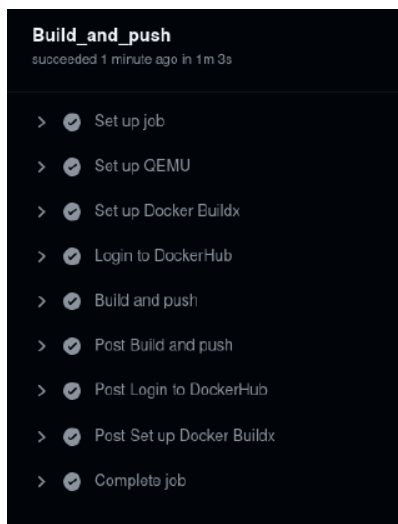 Build_and_push
succeeded 1 minute ago in 1m 3s
Set up job
Set up QEMU
Set up Docker Buildx
Login to DockerHub
Build and push
Post Build and push
Post Login to DockerHub
Post Set up Docker Buildx
Complete job